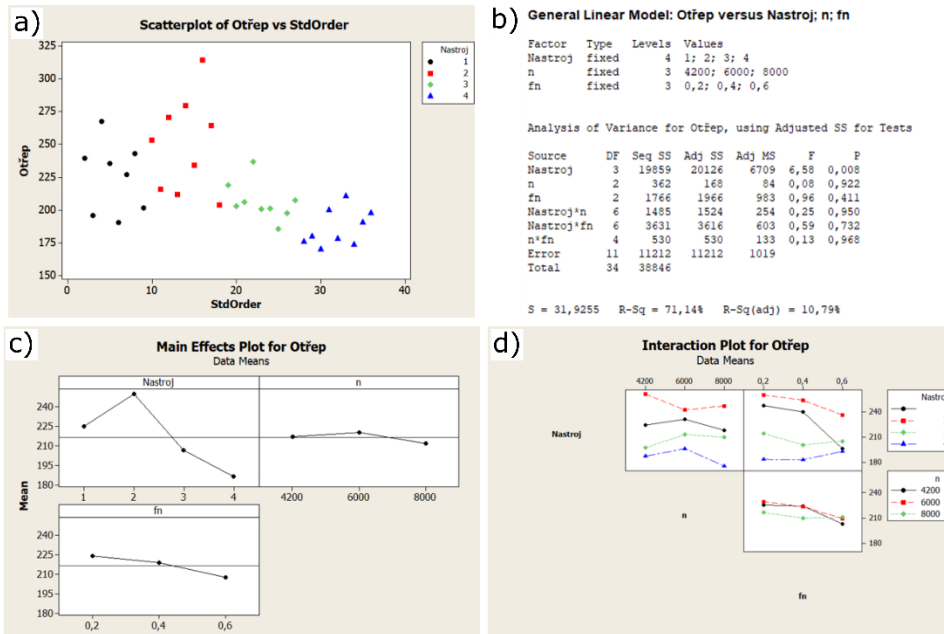 a)
Scatterplot of Otřep vs StdOrder
325
300
275
250
225
200
175
150
Otřep
0 10 20 30 40
StdOrder
Nastroj
1
2
3
4
b) General Linear Model: Otřep versus Nastroj; n; fn
Factor Type Levels Values
Nastroj fixed 4 1; 2; 3; 4
n fixed 3 4200; 6000; 8000
fn fixed 3 0,2; 0,4; 0,6
Analysis of Variance for Otřep, using Adjusted SS for Tests
Source DF Seq SS Adj SS Adj MS F P
Nastroj 3 19859 20126 6709 6,58 0,008
n 2 362 168 84 0,08 0,922
fn 2 1766 1966 983 0,96 0,411
Nastroj*n 6 1485 1524 254 0,25 0,950
Nastroj*fn 6 3631 3616 603 0,59 0,732
n*fn 4 530 530 133 0,13 0,968
Error 11 11212 11212 1019
Total 34 38846
S = 31,9255 R-Sq = 71,14% R-Sq(adj) = 10,79%
c)
Main Effects Plot for Otřep
Data Means
Nastroj n
240
225
210
195
180
1 2 3 4 4200 6000 8000
Mean
fn
240
225
210
195
180
0,2 0,4 0,6
d)
Interaction Plot for Otřep
Data Means
4200 6000 8000 0,2 0,4 0,6
Nastroj
240
210
180
Nastroj
n
240
210
180
n
4200
6000
8000
fn